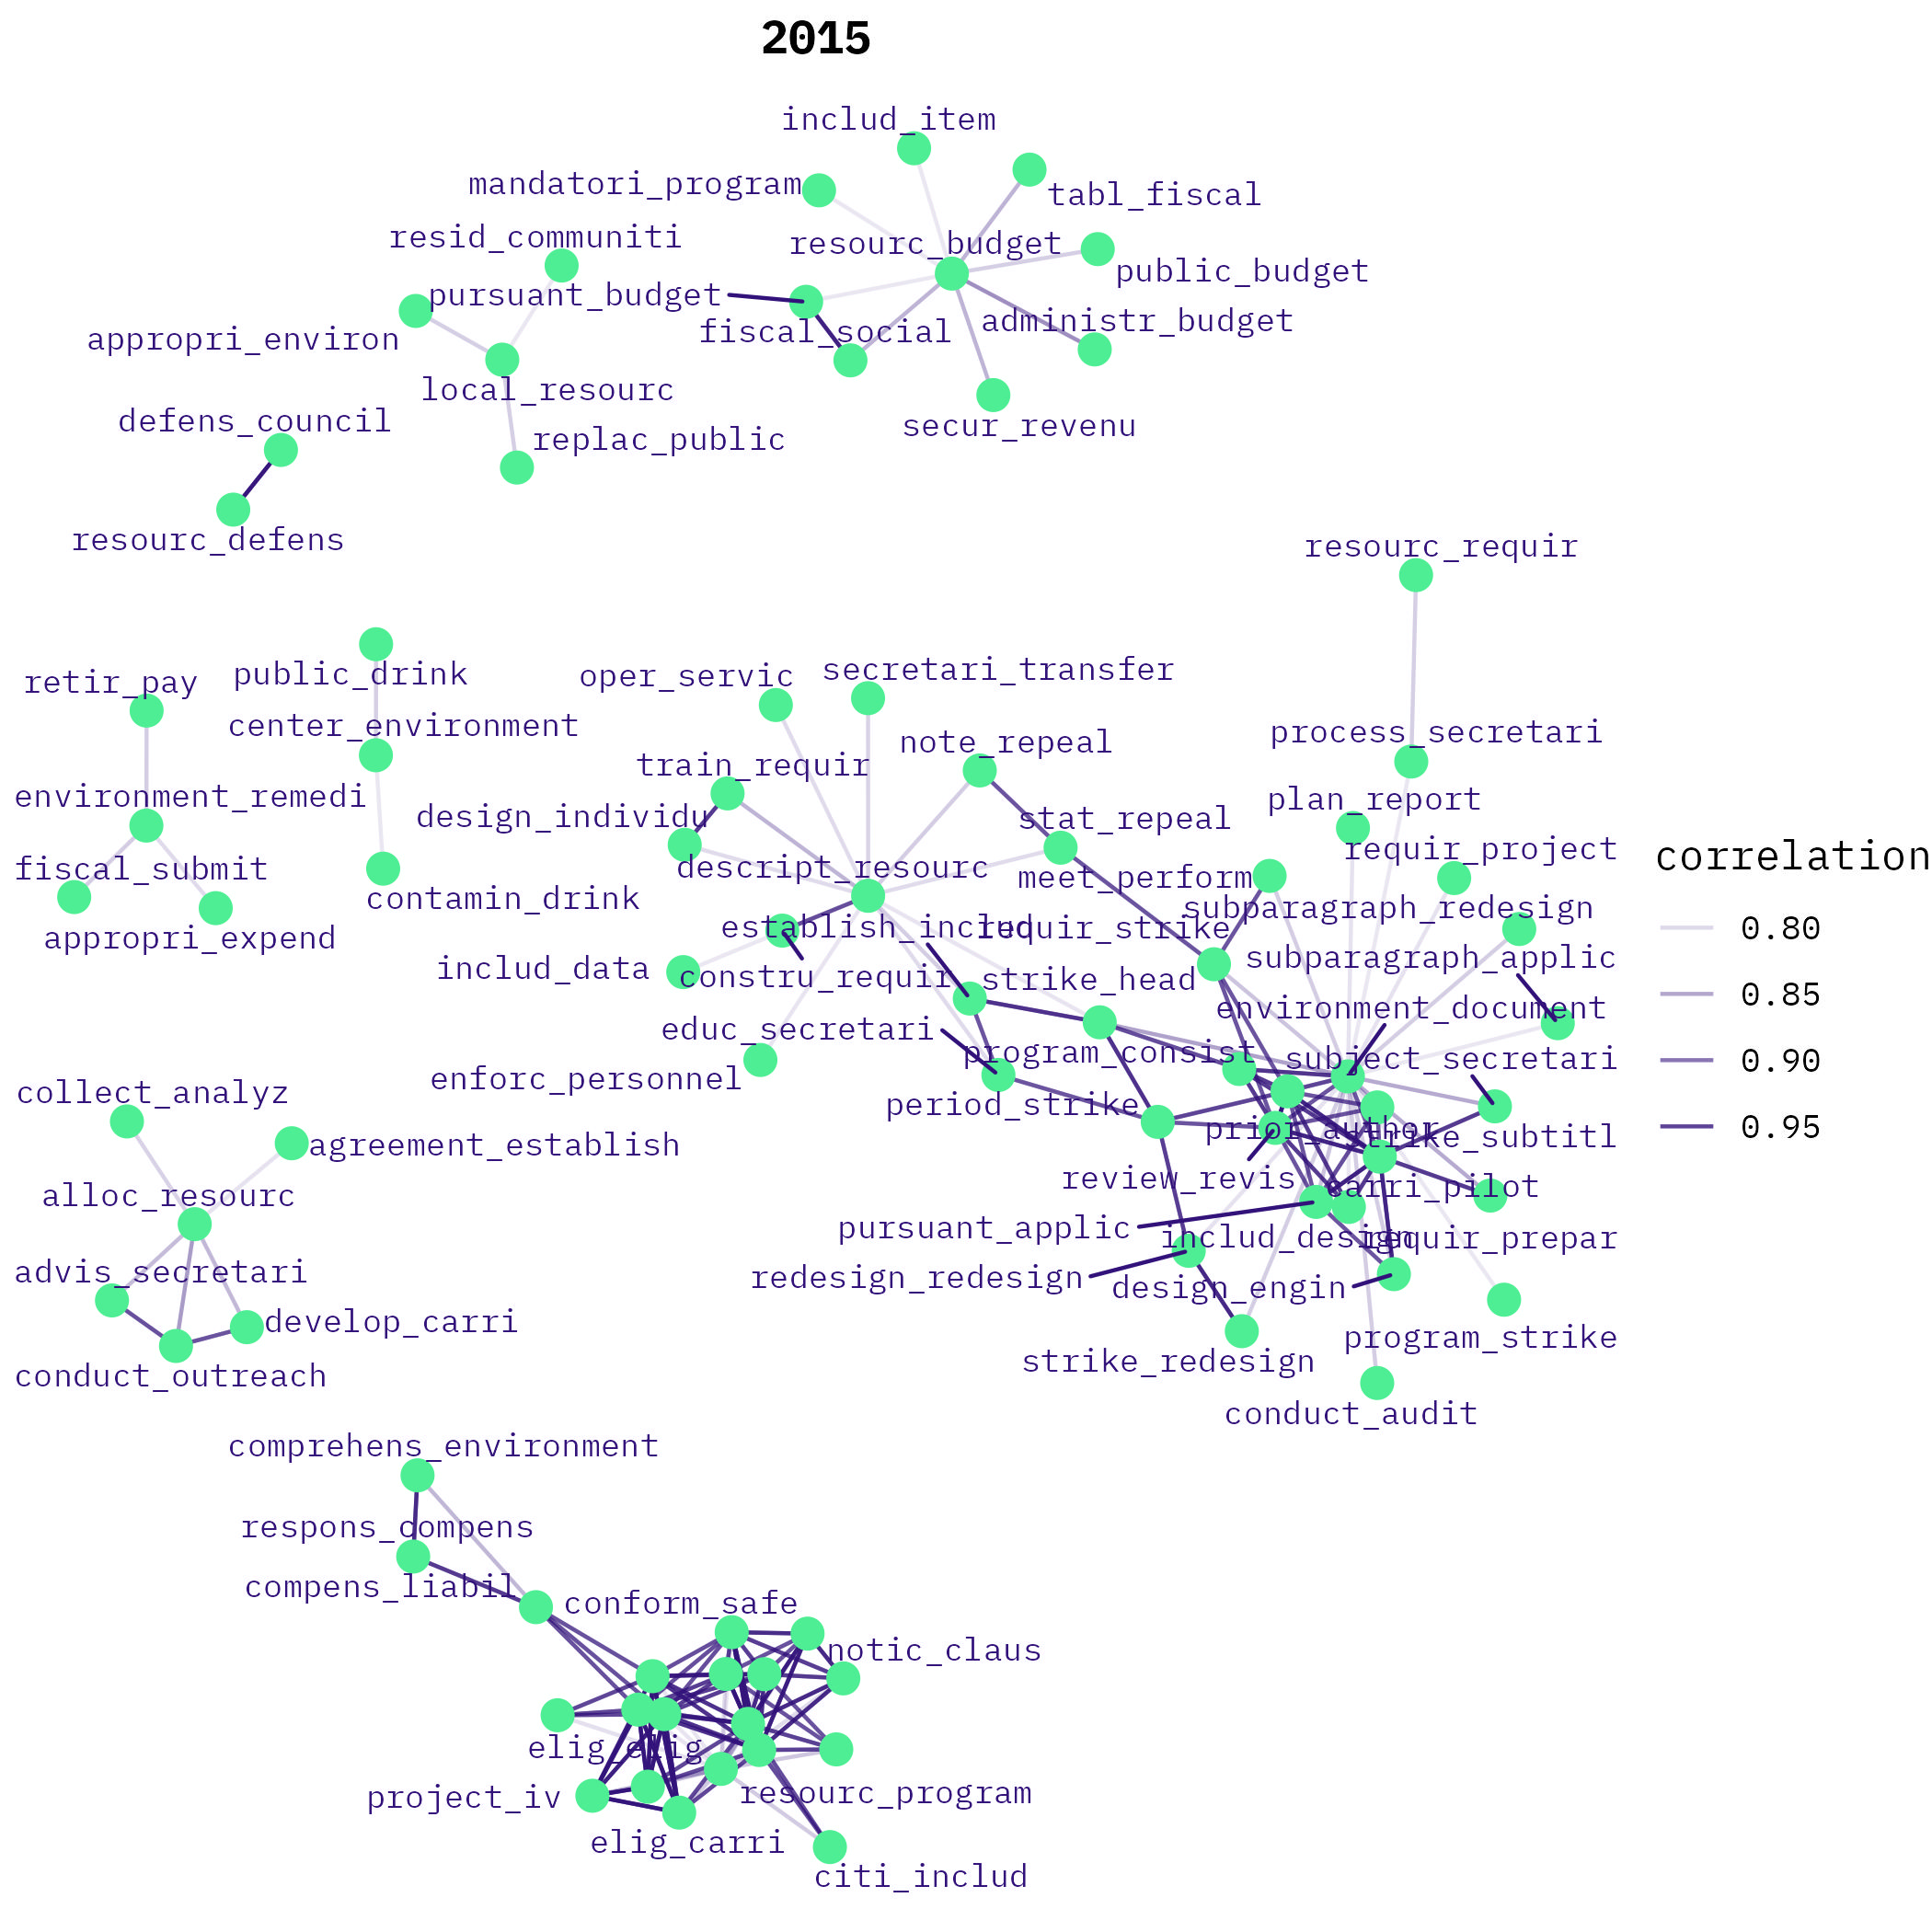 2015
includ_item
mandatori_program
tabl_fiscal
resid_communiti
resourc_budget
public_budget
pursuant_budget
administr_budget
appropri_environ
fiscal_social
local_resourc
defens_council
secur_revenu
replac_public
resourc_defens
resourc_requir
retir_pay
public_drink
oper_servic
secretari_transfer
center_environment
note_repeal
process_secretari
train_requir
environment_remedi
plan_report
design_individu
stat_repeal
requir_project
correlation
fiscal_submit
descript_resourc
meet_perform
contamin_drink
subparagraph_redesign
appropri_expend
establish_includ
requir_strike
0.80
includ_data
constru_requir
strike_head
subparagraph_applic
0.85
environment_document
educ_secretari
program_consist
subject_secretari
0.90
enforc_personnel
collect_analyz
period_strike
prior_author
strike_subtitl
0.95
agreement_establish
review_revis
carri_pilot
alloc_resourc
pursuant_applic
includ_design
requir_prepar
advis_secretari
redesign_redesign
design_engin
develop_carri
program_strike
conduct_outreach
strike_redesign
conduct_audit
comprehens_environment
respons_compens
compens_liabil
conform_safe
notic_claus
elig_elig
project_iv
resourc_program
elig_carri
citi_includ